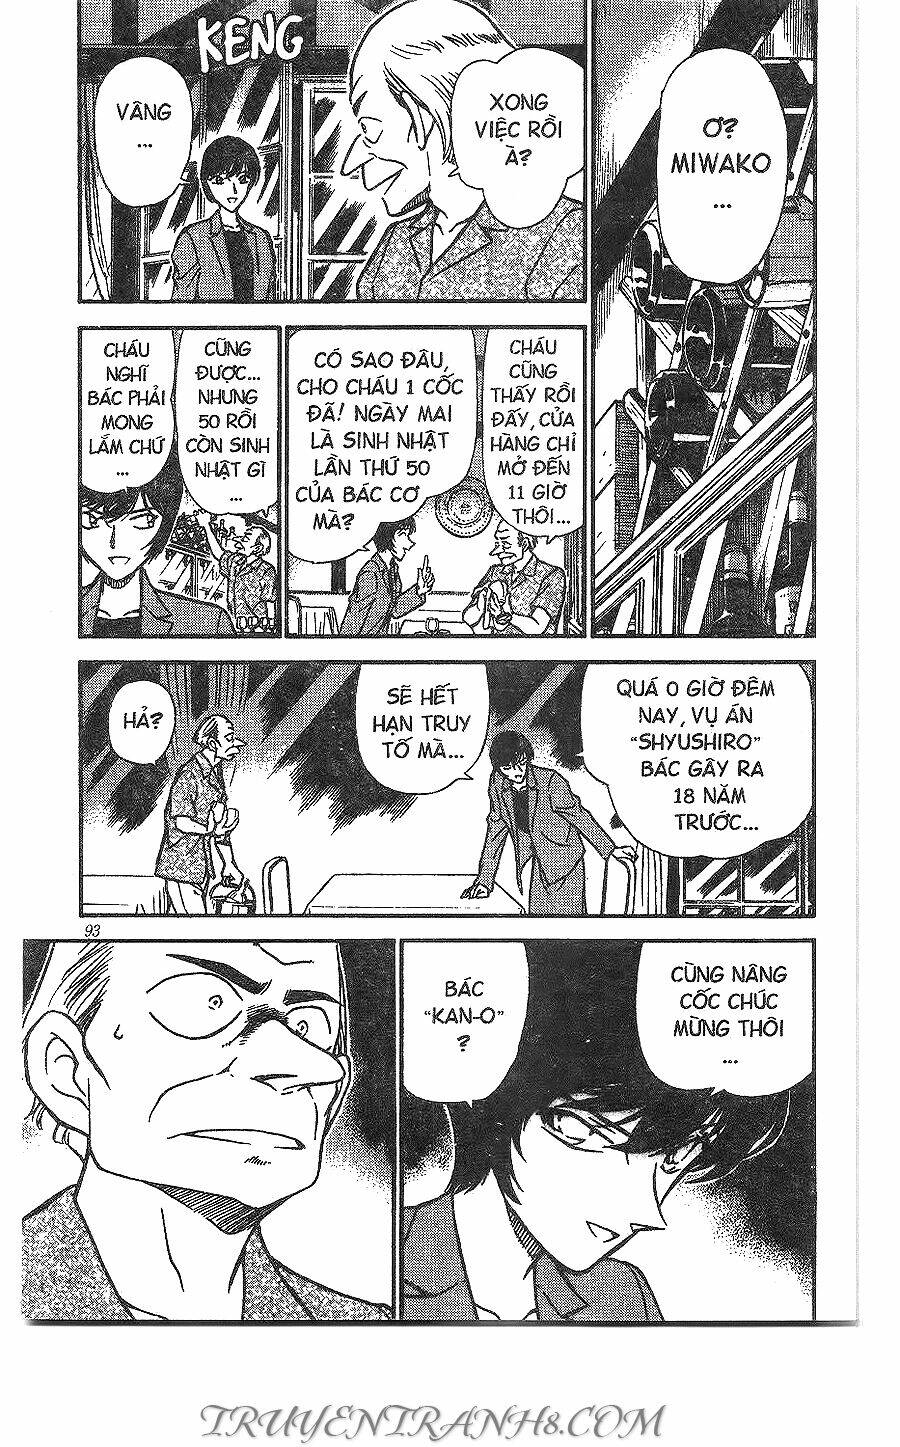 Ơ?
MIWAKO
...
XONG
VIỆC RỒI
À?
KENG
VÂNG
...
CHÁU
CŨNG
THẤY RỒI
ĐẤY, CỬA
HÀNG CHỈ
MỞ ĐẾN
11 GIỜ
THÔI...
CÓ SAO ĐÂU,
CHO CHÁU 1 CỐC
ĐÃ! NGÀY MAI
LÀ SINH NHẬT
LẦN THỨ 50
CỦA BÁC CƠ
MÀ?
CŨNG
ĐƯỢC...
NHƯNG
50 RỒI
CÒN SINH
NHẬT GÌ
...
CHÁU
NGHĨ
BÁC PHẢI
MONG
LẮM CHỨ
...
QUÁ 0 GIỜ ĐÊM
NAY, VỤ ÁN
"SHYUSHIRO"
BÁC GÂY RA
18 NĂM
TRƯỚC...
SẼ HẾT
HẠN TRUY
TỐ MÀ...
HẢ?
93
CÙNG NÂNG
CỐC CHÚC
MỪNG THÔI
...
BÁC
"KAN-O"
?
TRUYENTRANH8.COM